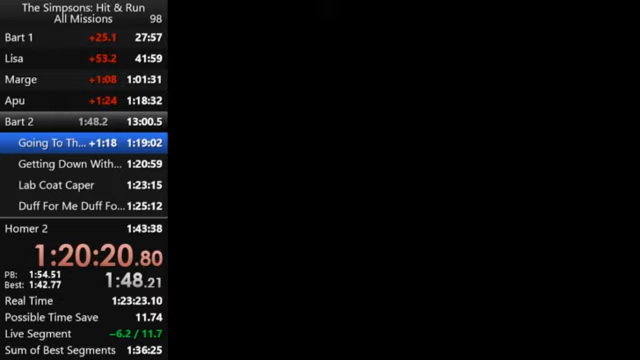 The Simpsons: Hit & Run
All Missions 98
Bart 1 +25.1 27:57
Lisa +53.2 41:59
Marge +1:08 1:01:31
Apu +1:24 1:18:32
Bart 2 1:48.2 13:00.5
Going To Th... +1:18 1:19:02
Getting Down With... 1:20:59
Lab Coat Caper 1:23:15
Duff For Me Duff Fo... 1:25:12
Homer 2 1:43:38
1:20:20.80
PB: 1:54.51
Best: 1:42.77
1:48.21
Real Time 1:23:23.10
Possible Time Save 11.74
Live Segment −6.2 / 11.7
Sum of Best Segments 1:36:25